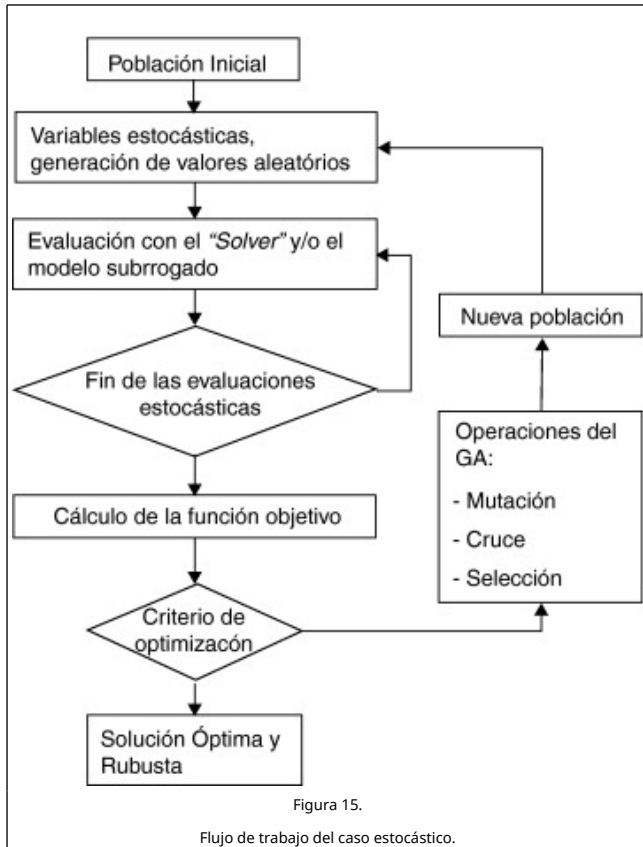 Población Inicial
Variables estocásticas,
generación de valores aleatórios
Evaluación con el "Solver" y/o el
modelo subrrogado
Fin de las evaluaciones
estocásticas
Cálculo de la función objetivo
Criterio de
optimizacón
Solución Óptima y
Rubusta
Nueva población
Operaciones del
GA:
- Mutación
- Cruce
- Selección
Figura 15.
Flujo de trabajo del caso estocástico.